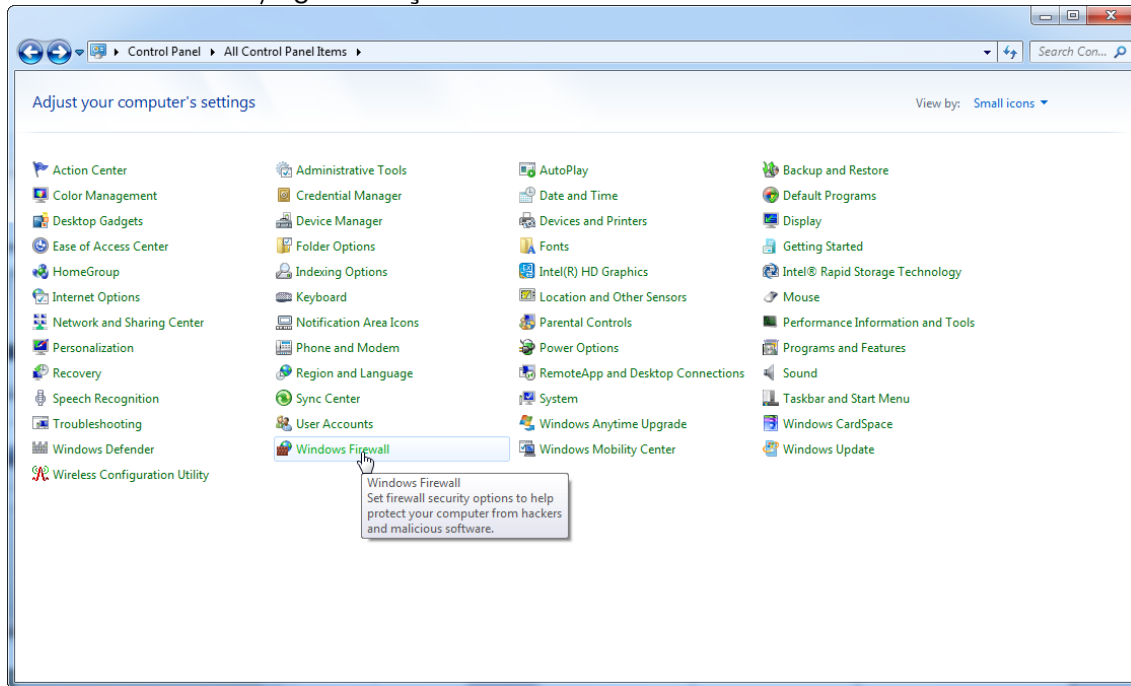 Control Panel ▸ All Control Panel Items ▸
Search Con...
Adjust your computer's settings
View by: Small icons
Action Center
Administrative Tools
AutoPlay
Backup and Restore
Color Management
Credential Manager
Date and Time
Default Programs
Desktop Gadgets
Device Manager
Devices and Printers
Display
Ease of Access Center
Folder Options
Fonts
Getting Started
HomeGroup
Indexing Options
Intel(R) HD Graphics
Intel® Rapid Storage Technology
Internet Options
Keyboard
Location and Other Sensors
Mouse
Network and Sharing Center
Notification Area Icons
Parental Controls
Performance Information and Tools
Personalization
Phone and Modem
Power Options
Programs and Features
Recovery
Region and Language
RemoteApp and Desktop Connections
Sound
Speech Recognition
Sync Center
System
Taskbar and Start Menu
Troubleshooting
User Accounts
Windows Anytime Upgrade
Windows CardSpace
Windows Defender
Windows Firewall
Windows Mobility Center
Windows Update
Wireless Configuration Utility
Windows Firewall
Set firewall security options to help
protect your computer from hackers
and malicious software.